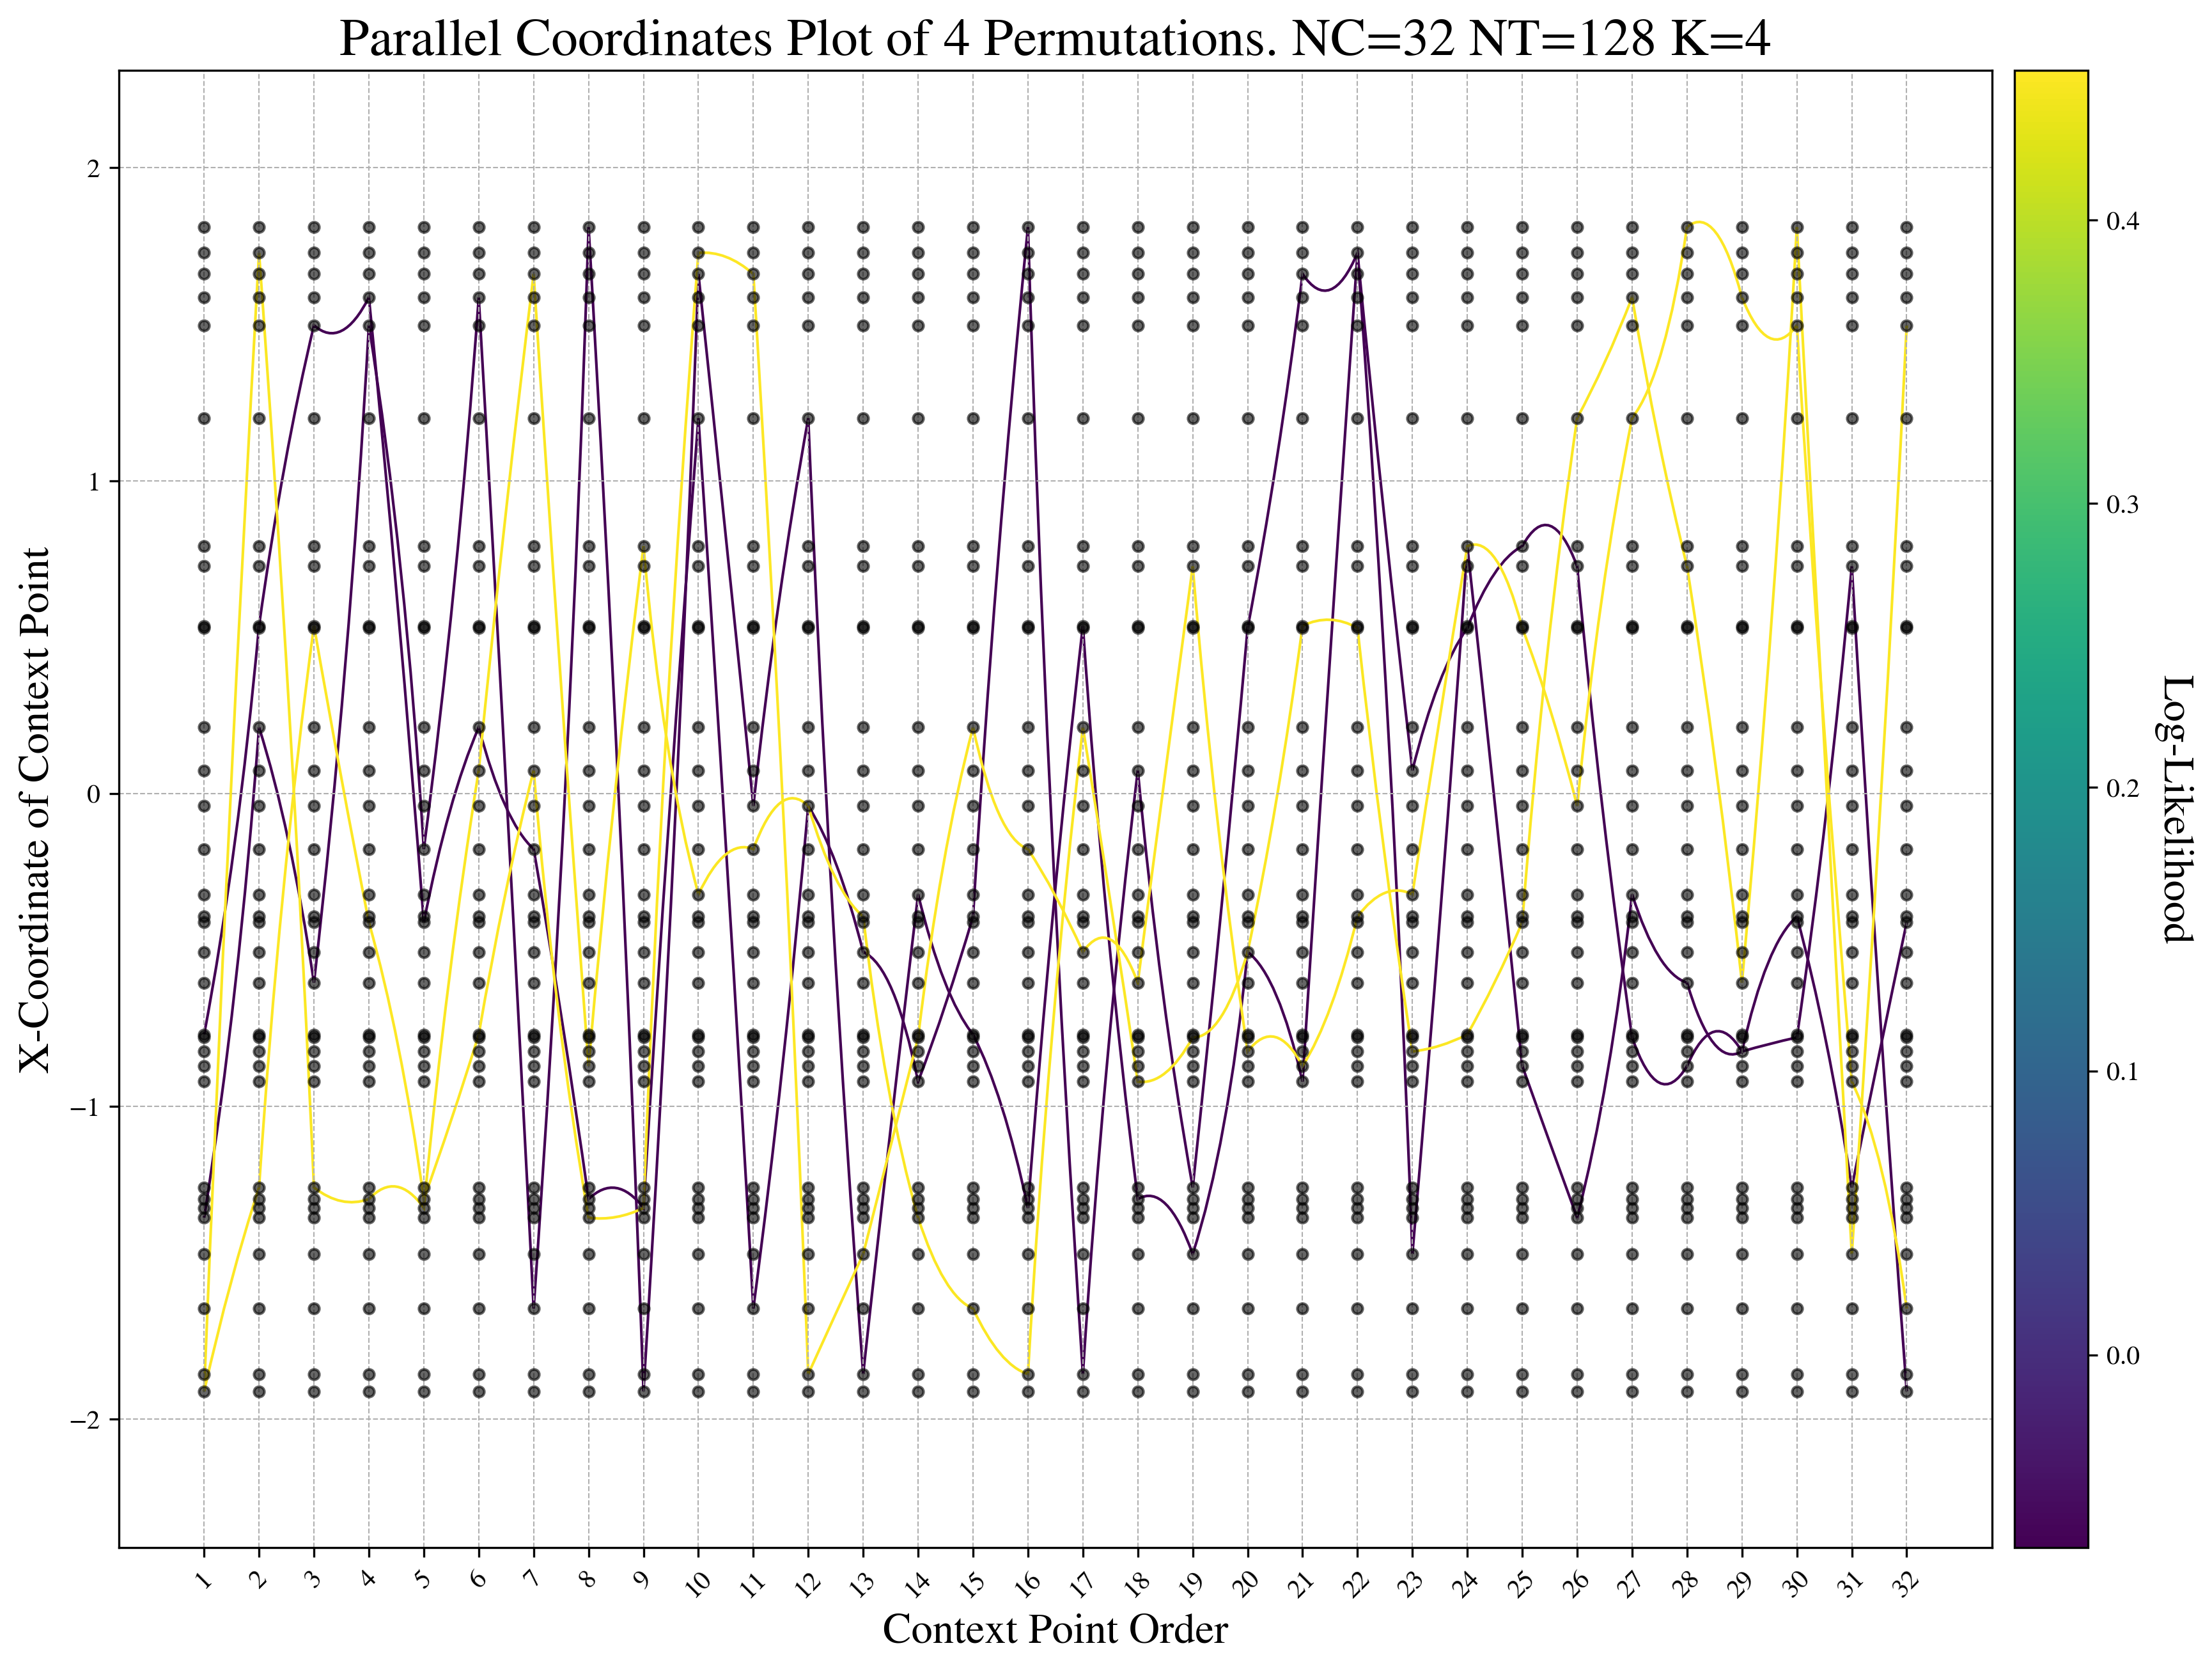 Parallel Coordinates Plot of 4 Permutations. NC=32 NT=128 K=4
X-Coordinate of Context Point
2
1
0
−1
−2
1 2 3 4 5 6 7 8 9 10 11 12 13 14 15 16 17 18 19 20 21 22 23 24 25 26 27 28 29 30 31 32
Context Point Order
0.4
0.3
0.2
0.1
0.0
Log-Likelihood